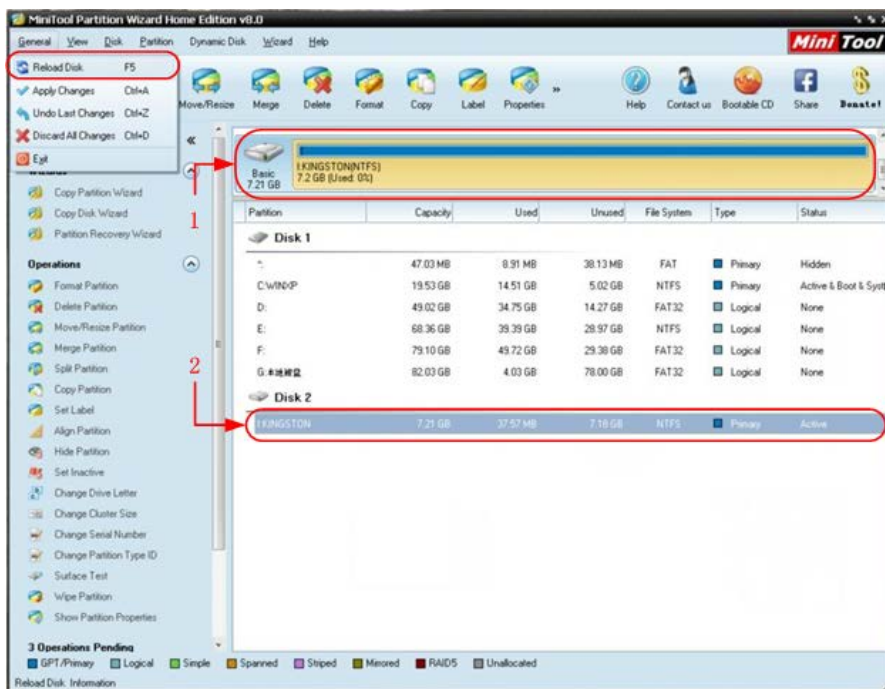 MiniTool Partition Wizard Home Edition v8.0
General View Disk Partition Dynamic Disk Wizard Help
Mini Tool
Reload Disk F5
Apply Changes Ctrl+A
Undo Last Changes Ctrl+Z
Discard All Changes Ctrl+D
Exit
Move/Resize Merge Delete Format Copy Label Properties » Help Contact us Bootable CD Share Donate!
«
Basic
7.21 GB
I:KINGSTON(NTFS)
7.2 GB (Used: 0%)
1
Wizards
Copy Partition Wizard
Copy Disk Wizard
Partition Recovery Wizard
Operations
Format Partition
Delete Partition
Move/Resize Partition
Merge Partition
Split Partition
Copy Partition
Set Label
Align Partition
Hide Partition
Set Inactive
Change Drive Letter
Change Cluster Size
Change Serial Number
Change Partition Type ID
Surface Test
Wipe Partition
Show Partition Properties
3 Operations Pending
Partition Capacity Used Unused File System Type Status
Disk 1
*: 47.03 MB 8.91 MB 38.13 MB FAT Primary Hidden
C:WINXP 19.53 GB 14.51 GB 5.02 GB NTFS Primary Active & Boot & Syst
D: 49.02 GB 34.75 GB 14.27 GB FAT32 Logical None
E: 68.36 GB 39.39 GB 28.97 GB NTFS Logical None
F: 79.10 GB 49.72 GB 29.38 GB FAT32 Logical None
G: 82.03 GB 4.03 GB 78.00 GB FAT32 Logical None
2
Disk 2
I:KINGSTON 7.21 GB 37.57 MB 7.18 GB NTFS Primary Active
GPT/Primary Logical Simple Spanned Striped Mirrored RAID5 Unallocated
Reload Disk Information